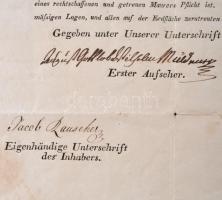 eines rechtschaffenen und getreuen Maurers Pflicht ist.
mässigen Logen, und allen auf der Erdfläche zerstreuten
Gegeben unter Unserer Unterschrift
Erster Aufseher.
Jacob Rauscher
Eigenhändige Unterschrift
des Inhabers.